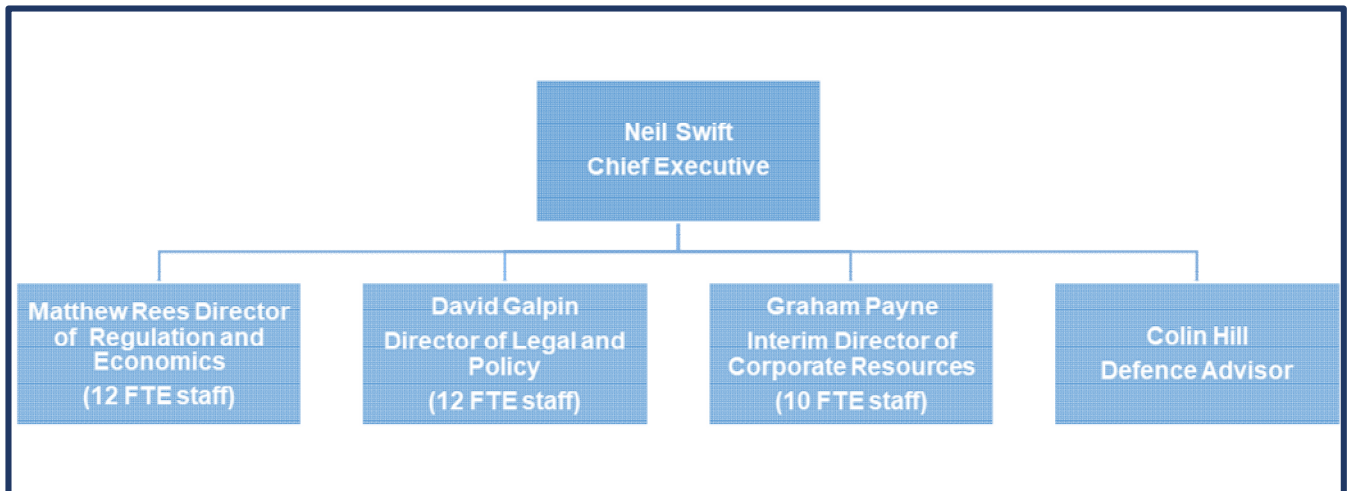 Neil Swift
Chief Executive
Matthew Rees Director
of Regulation and
Economics
(12 FTE staff)
David Galpin
Director of Legal and
Policy
(12 FTE staff)
Graham Payne
Interim Director of
Corporate Resources
(10 FTE staff)
Colin Hill
Defence Advisor